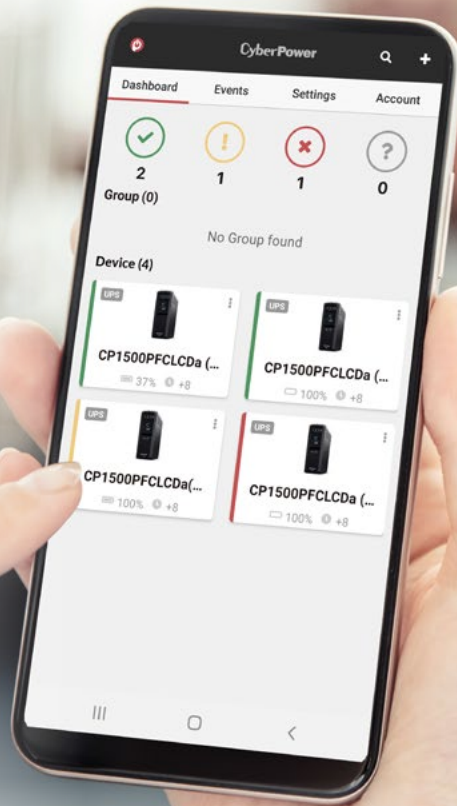 CyberPower
Dashboard Events Settings Account
2 1 1 0
Group (0)
No Group found
Device (4)
UPS UPS
CP1500PFCLCDa (... CP1500PFCLCDa (...
37% +8 100% +8
UPS UPS
CP1500PFCLCDa(... CP1500PFCLCDa (...
100% +8 100% +8